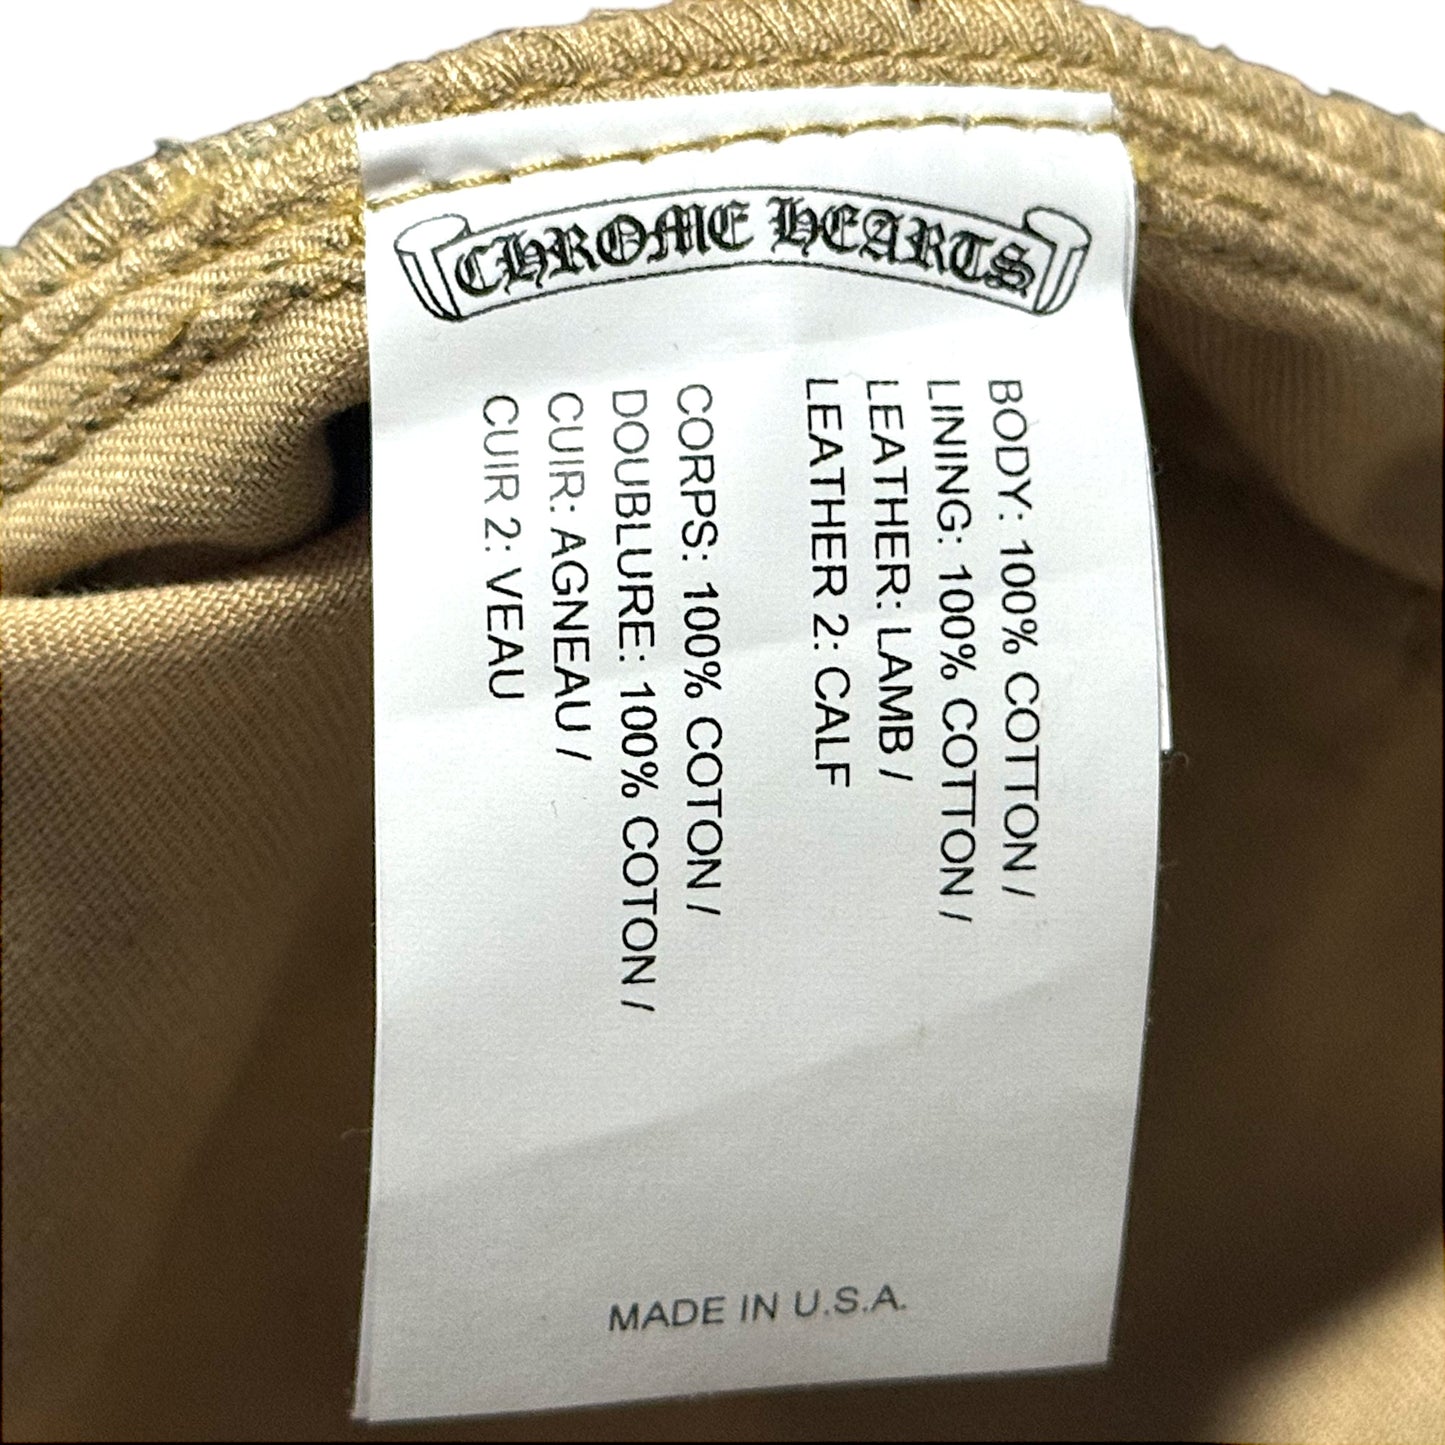 CHROME HEARTS
BODY: 100% COTTON /
LINING: 100% COTTON /
LEATHER: LAMB /
LEATHER 2: CALF
CORPS: 100% COTON /
DOUBLURE: 100% COTON /
CUIR: AGNEAU /
CUIR 2: VEAU
MADE IN U.S.A.